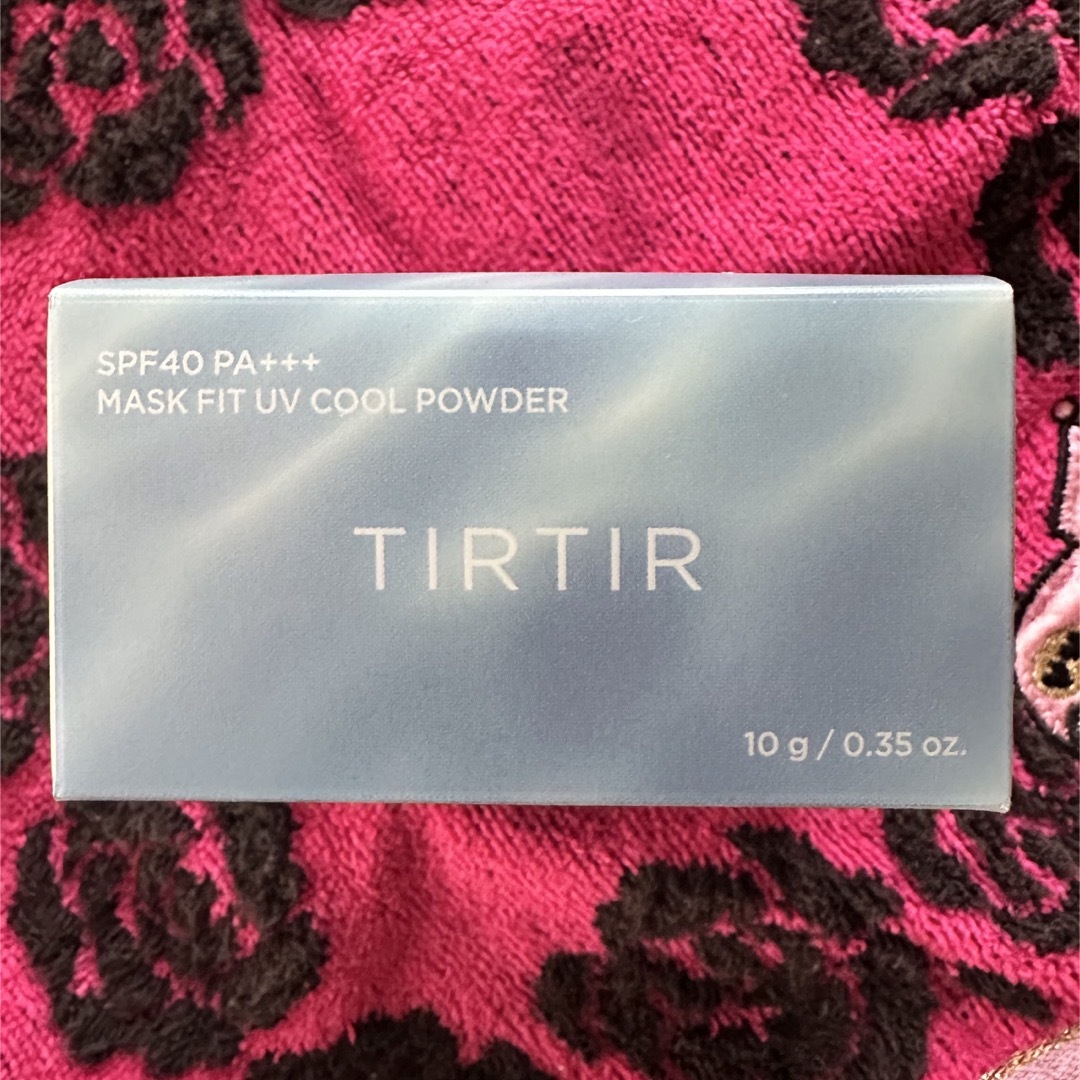 SPF40 PA+++
MASK FIT UV COOL POWDER
TIRTIR
10 g / 0.35 oz.